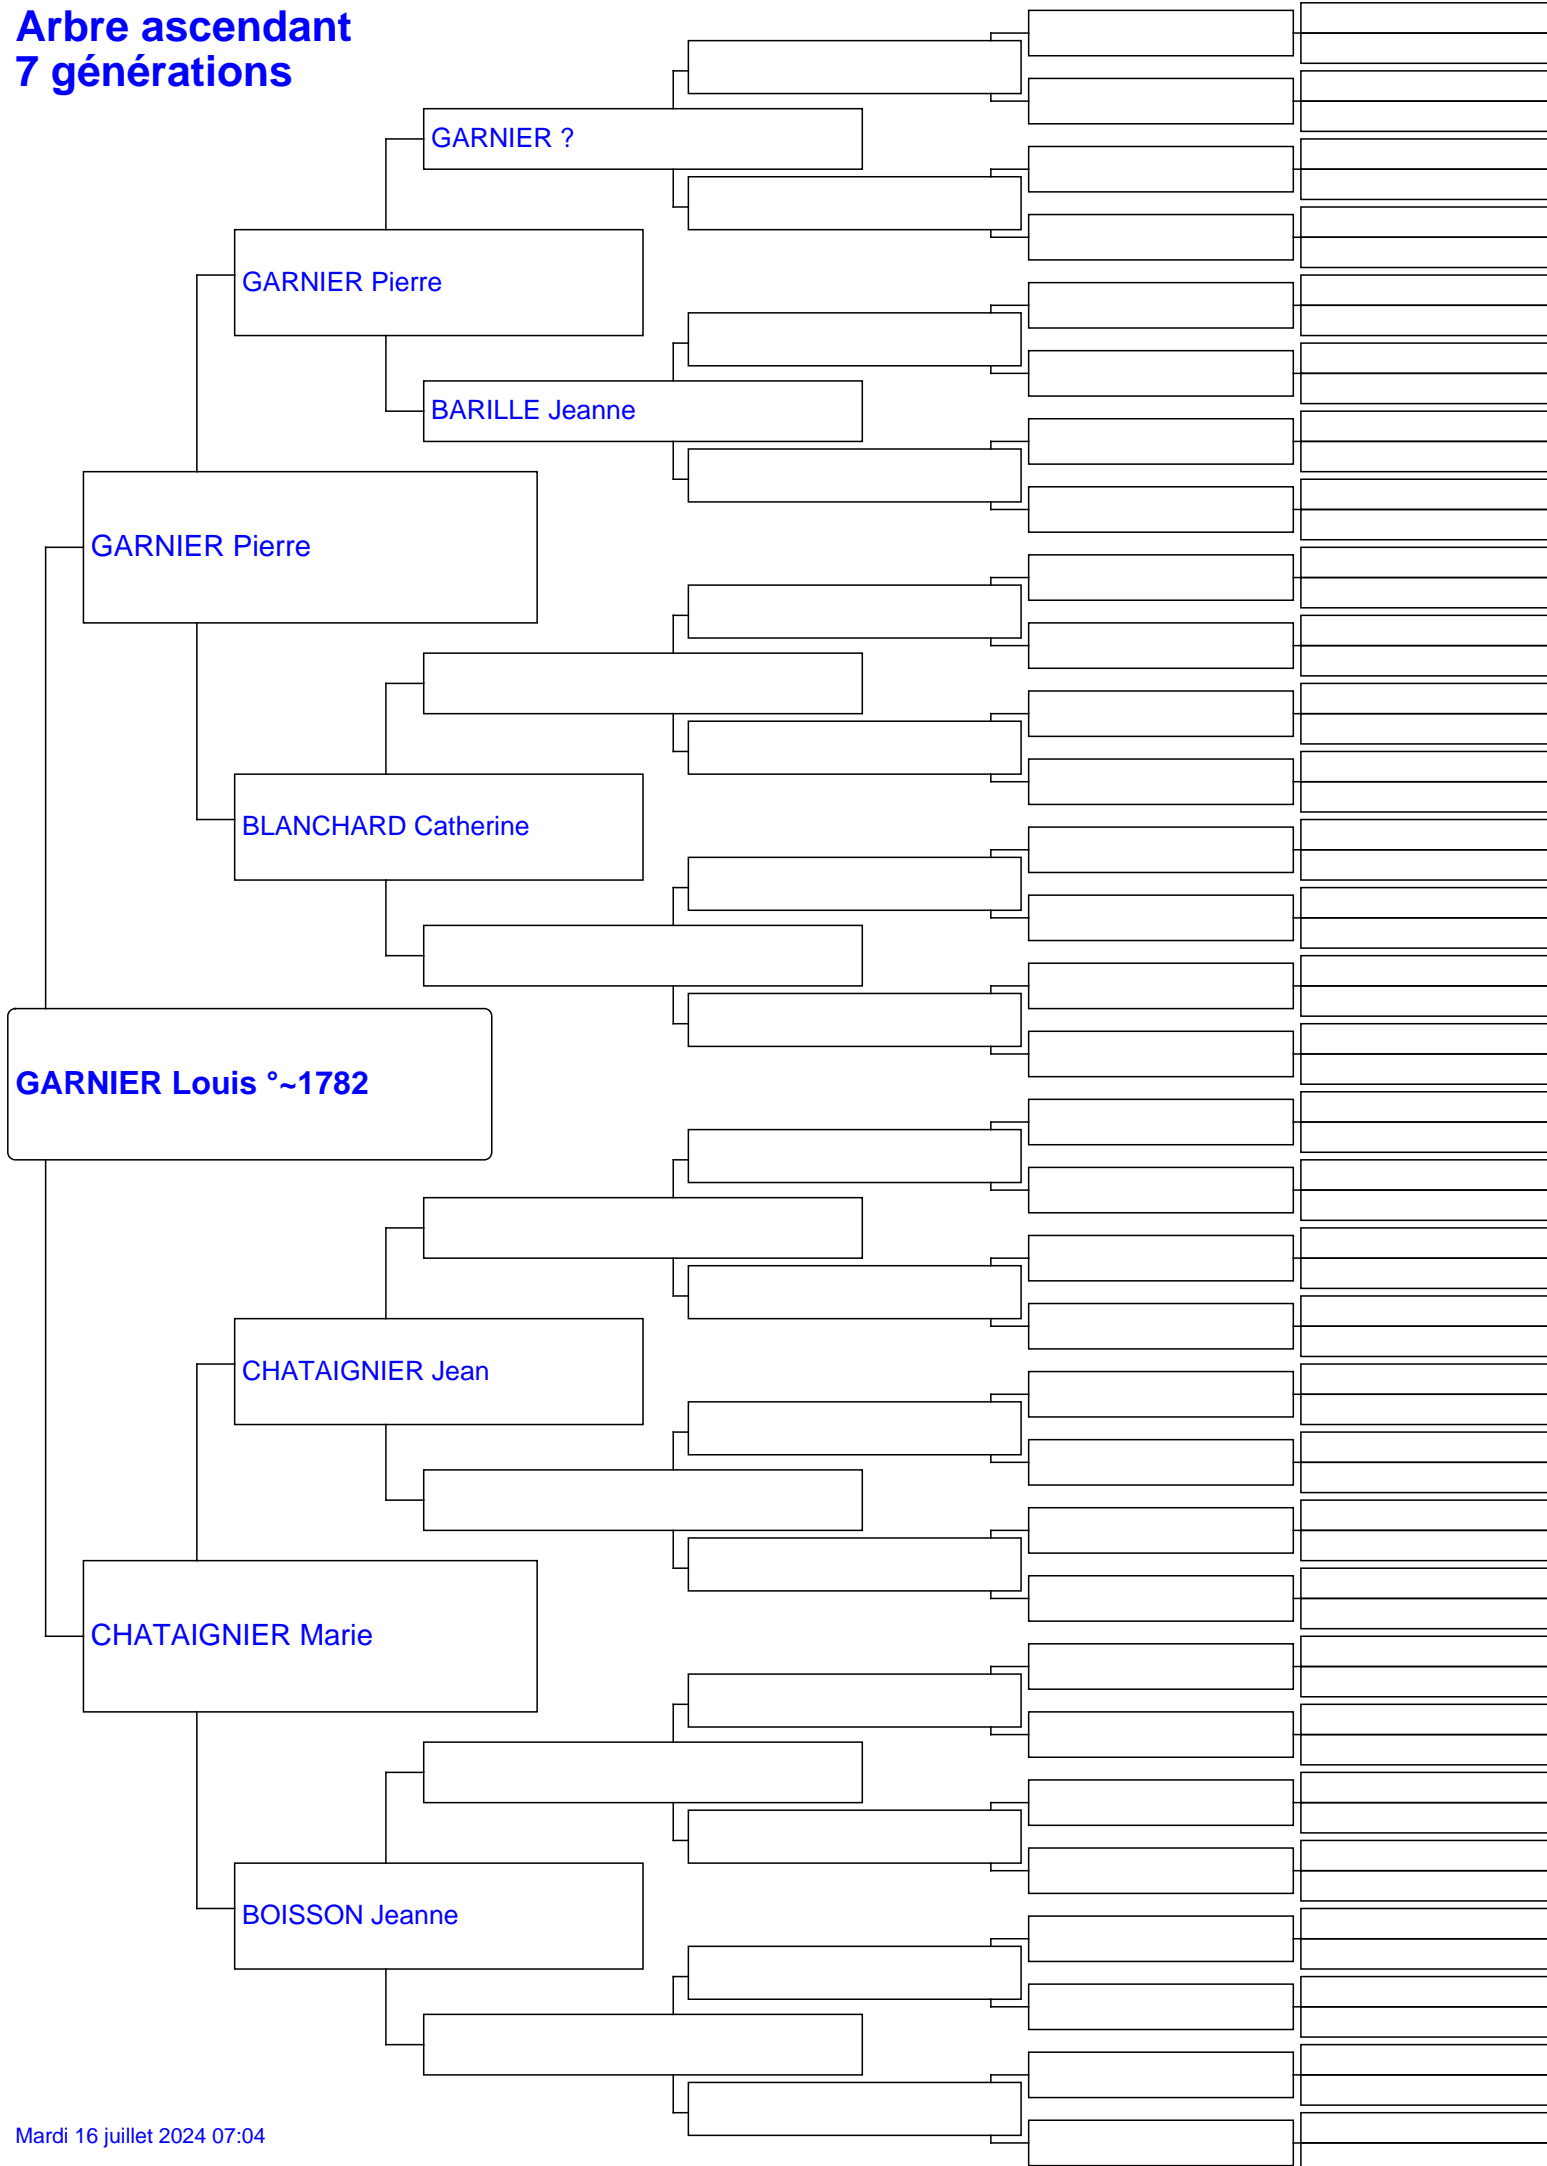 Arbre ascendant
7 générations
GARNIER ?
GARNIER Pierre
BARILLE Jeanne
GARNIER Pierre
BLANCHARD Catherine
GARNIER Louis °~1782
CHATAIGNIER Jean
CHATAIGNIER Marie
BOISSON Jeanne
Mardi 16 juillet 2024 07:04